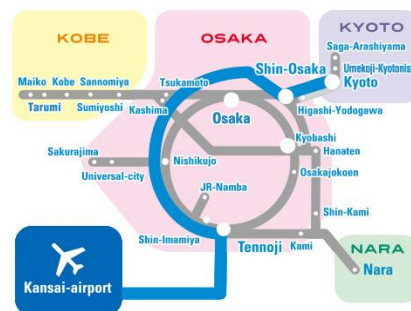 KOBE
OSAKA
KYOTO
Saga-Arashiyama
Umekoji-Kyotonishi
Kyoto
Shin-Osaka
Tsukamoto
Maiko Kobe Sannomiya
Tarumi Sumiyoshi
Kashima
Osaka
Higashi-Yodogawa
Kyobashi
Hanaten
Sakurajima
Nishikujo
Osakajokoen
Universal-city
JR-Namba
Shin-Kami
Shin-Imamiya
Tennoji
Kami
NARA
Nara
Kansai-airport